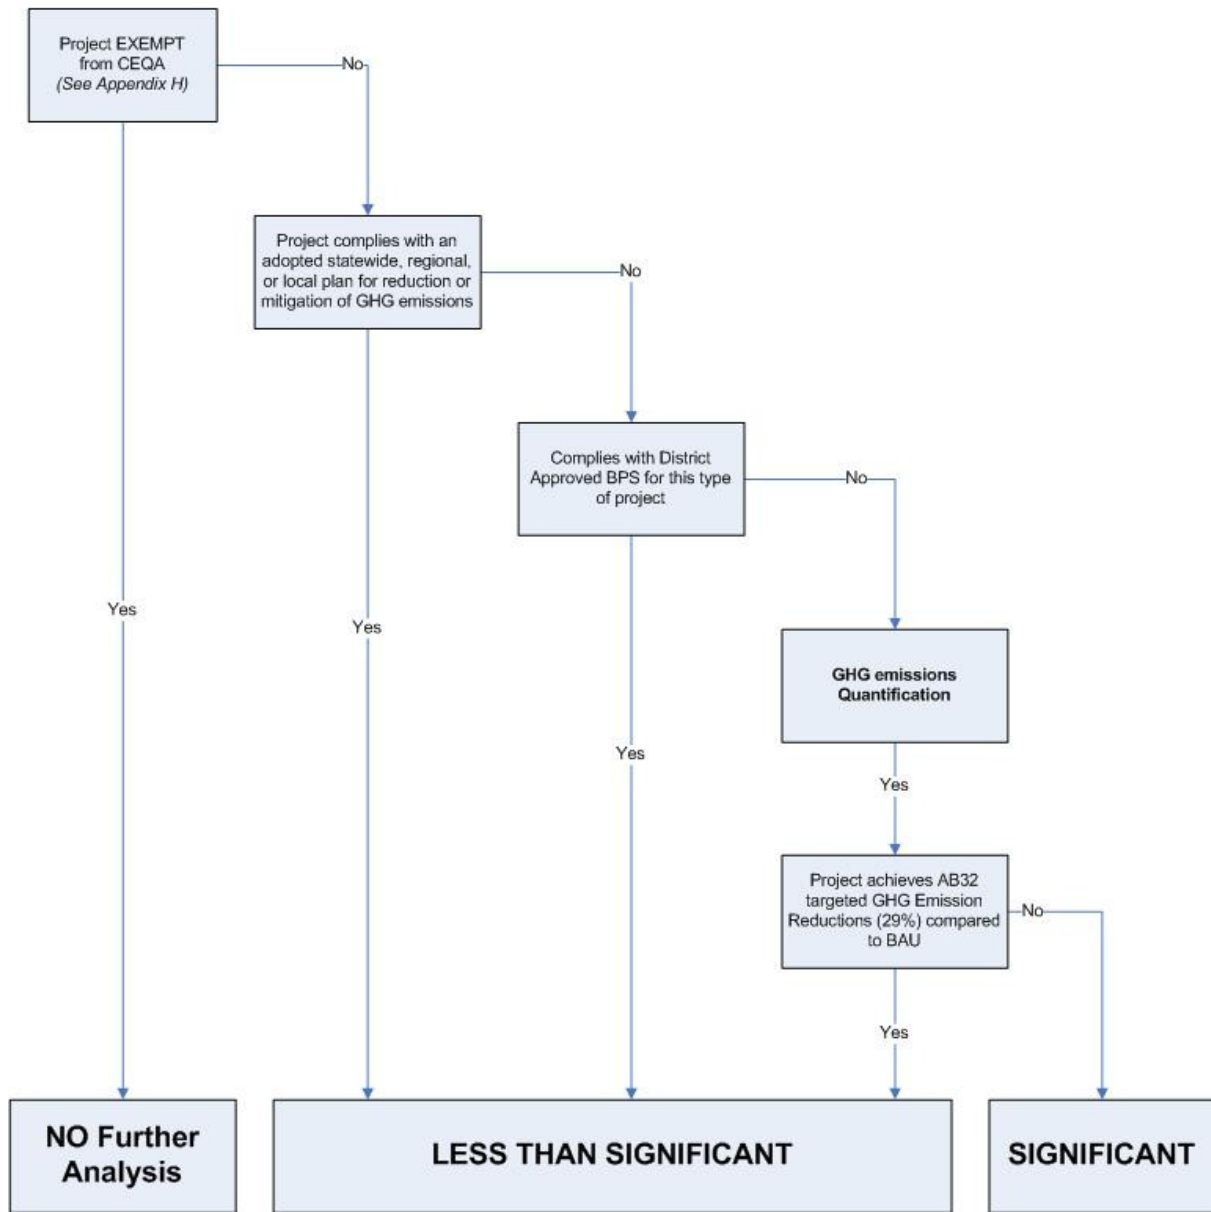 Project EXEMPT
from CEQA
(See Appendix H)
No
Project complies with an
adopted statewide, regional,
or local plan for reduction or
mitigation of GHG emissions
No
Complies with District
Approved BPS for this type
of project
No
Yes
Yes
Yes
GHG emissions
Quantification
Yes
Project achieves AB32
targeted GHG Emission
Reductions (29%) compared
to BAU
No
Yes
NO Further
Analysis
LESS THAN SIGNIFICANT
SIGNIFICANT